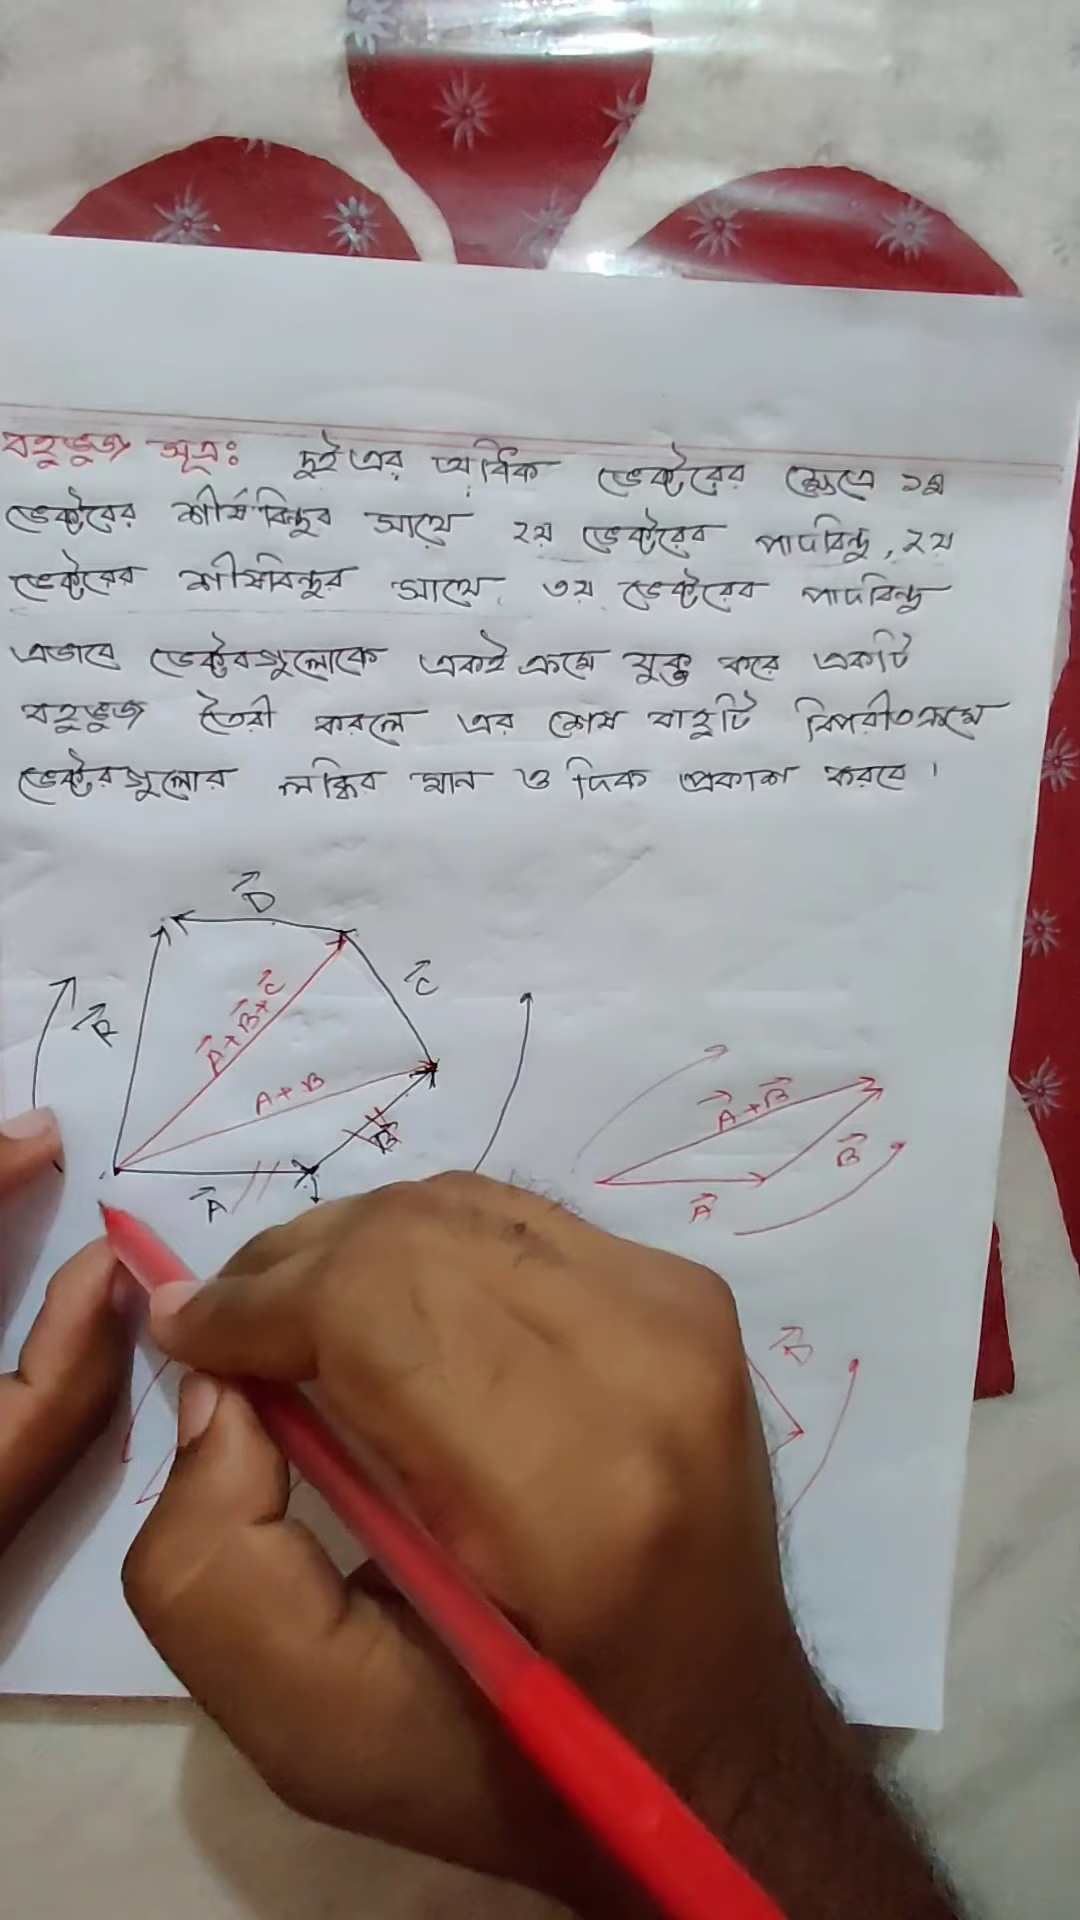 বহুভুজ সূত্রঃ দুই এর অধিক ভেক্টরের ক্ষেত্রে ১ম
ভেক্টরের শীর্ষবিন্দুর সাথে ২য় ভেক্টরের পাদবিন্দু, ২য়
ভেক্টরের শীর্ষবিন্দুর সাথে ৩য় ভেক্টরের পাদবিন্দু
এভাবে ভেক্টরগুলোকে একই ক্রমে যুক্ত করে একটি
বহুভুজ তৈরী করলে এর শেষ বাহুটি বিপরীতক্রমে
ভেক্টরগুলোর লব্ধির মান ও দিক প্রকাশ করবে।
D⃗
C⃗
R⃗
A⃗+B⃗+C⃗
A+B
B⃗
A⃗
A⃗+B⃗
B⃗
A⃗